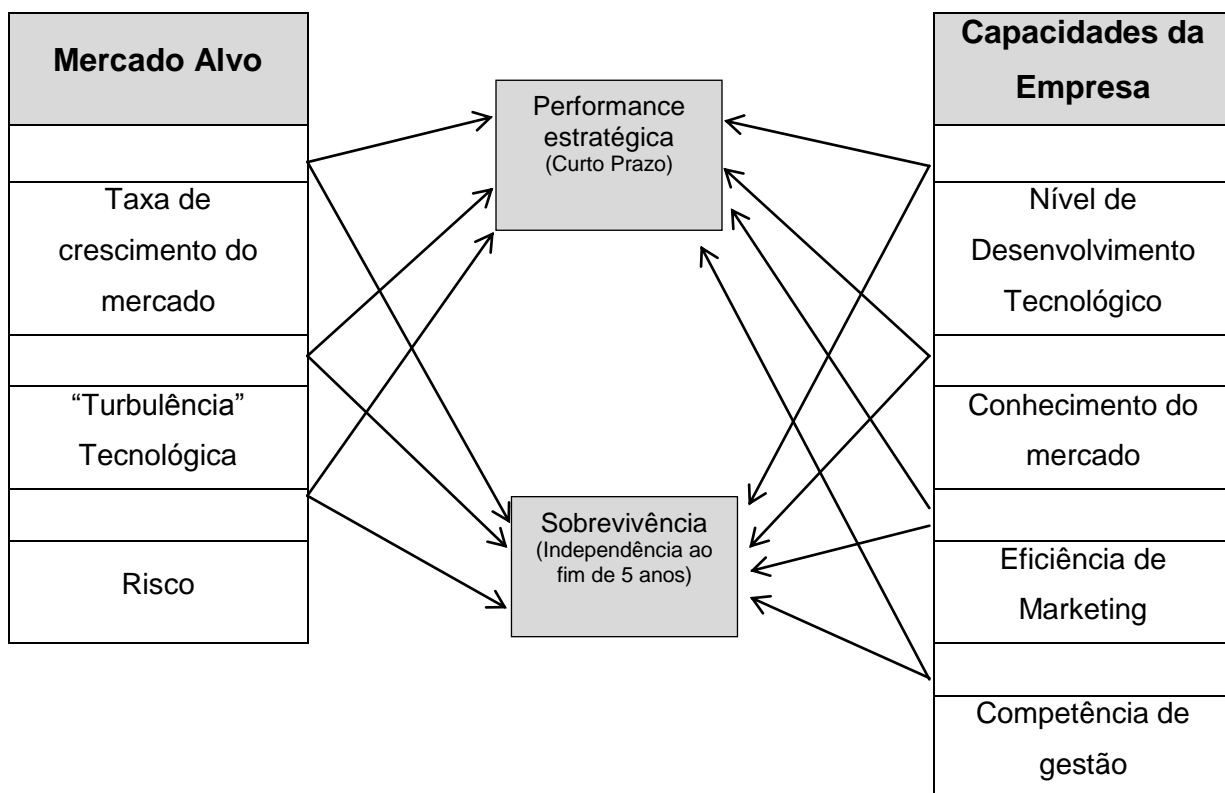 Mercado Alvo
Taxa de
crescimento do
mercado
“Turbulência”
Tecnológica
Risco
Performance
estratégica
(Curto Prazo)
Sobrevivência
(Independência ao
fim de 5 anos)
Capacidades da
Empresa
Nível de
Desenvolvimento
Tecnológico
Conhecimento do
mercado
Eficiência de
Marketing
Competência de
gestão